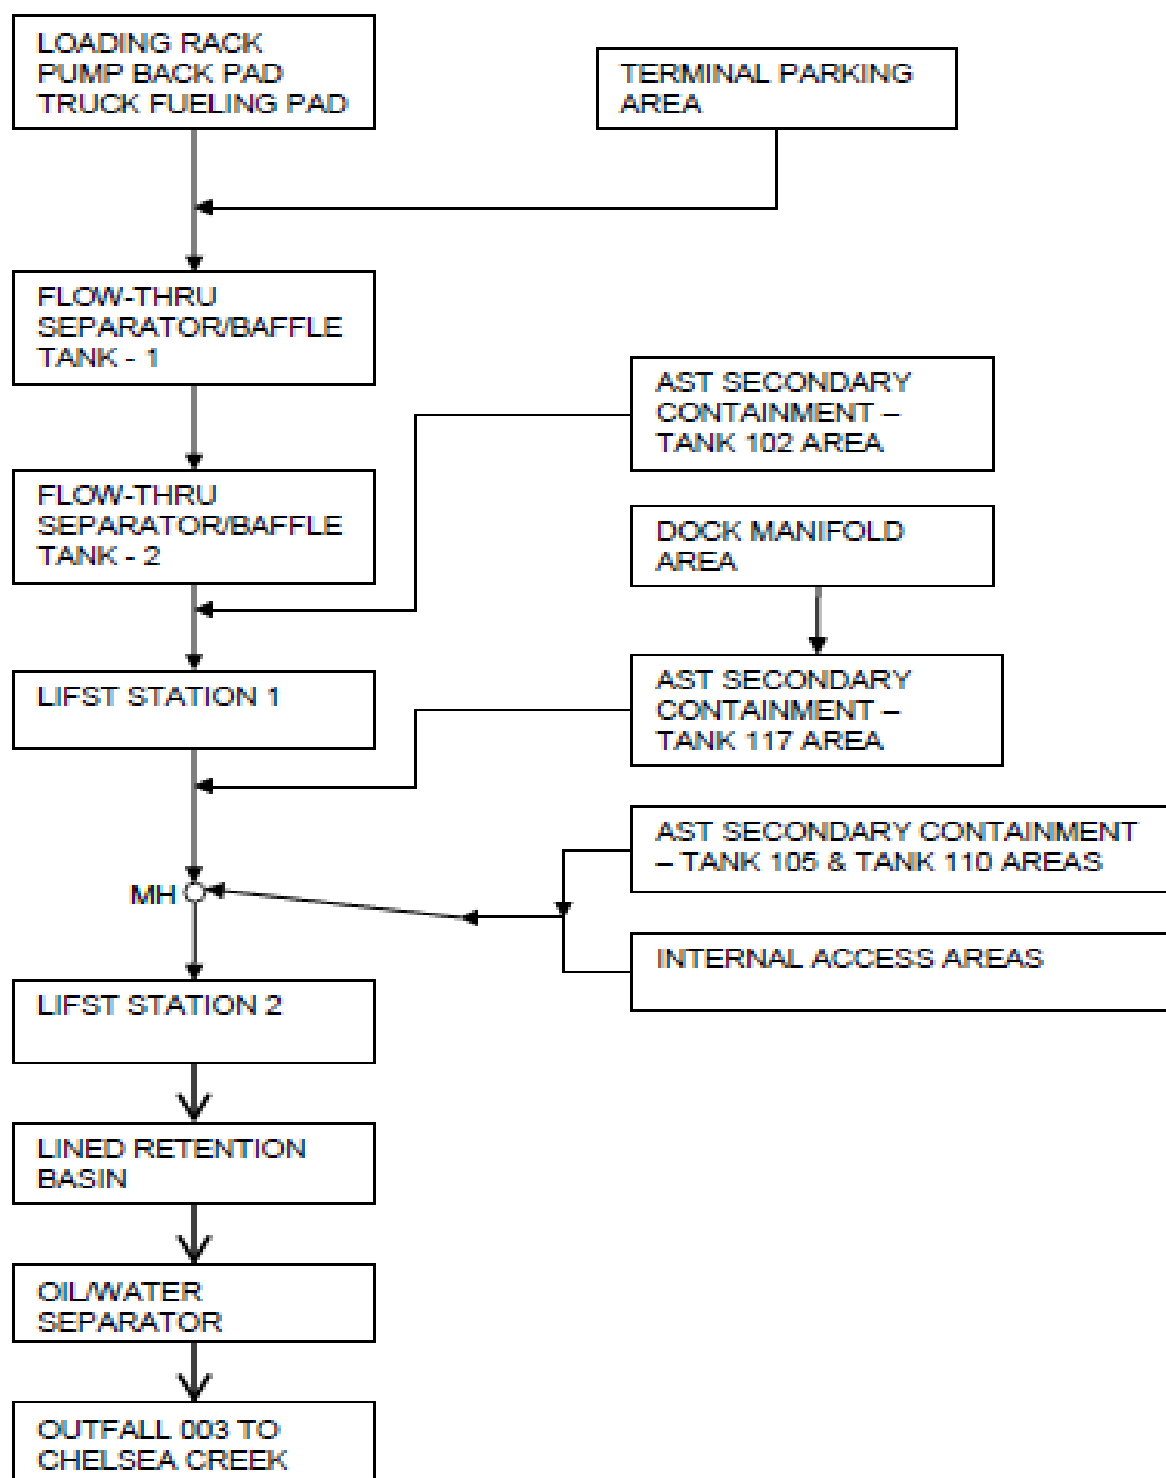 LOADING RACK
PUMP BACK PAD
TRUCK FUELING PAD
TERMINAL PARKING
AREA
FLOW-THRU
SEPARATOR/BAFFLE
TANK - 1
AST SECONDARY
CONTAINMENT –
TANK 102 AREA
FLOW-THRU
SEPARATOR/BAFFLE
TANK - 2
DOCK MANIFOLD
AREA
LIFST STATION 1
AST SECONDARY
CONTAINMENT –
TANK 117 AREA
AST SECONDARY CONTAINMENT
– TANK 105 & TANK 110 AREAS
MH
INTERNAL ACCESS AREAS
LIFST STATION 2
LINED RETENTION
BASIN
OIL/WATER
SEPARATOR
OUTFALL 003 TO
CHELSEA CREEK